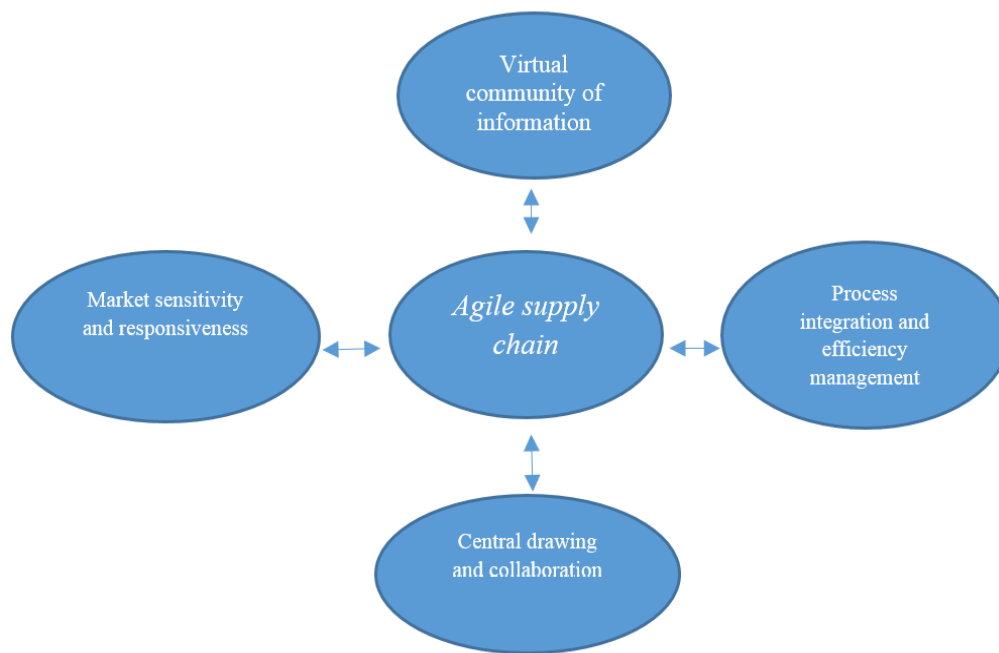 Virtual
community of
information
Market sensitivity
and responsiveness
Agile supply
chain
Process
integration and
efficiency
management
Central drawing
and collaboration